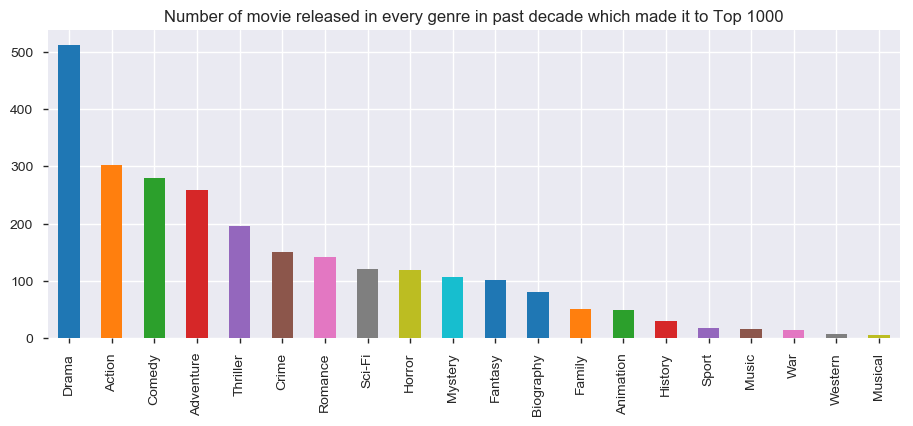 Number of movie released in every genre in past decade which made it to Top 1000
500
400
300
200
100
0
Drama
Action
Comedy
Adventure
Thriller
Crime
Romance
Sci-Fi
Horror
Mystery
Fantasy
Biography
Family
Animation
History
Sport
Music
War
Western
Musical